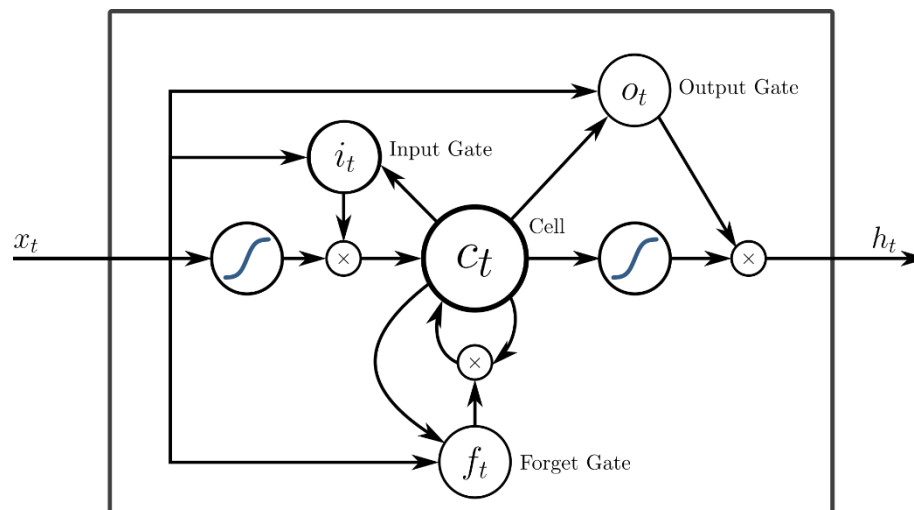 o_t Output Gate
i_t Input Gate
x_t
×
c_t
Cell
×
h_t
×
f_t Forget Gate